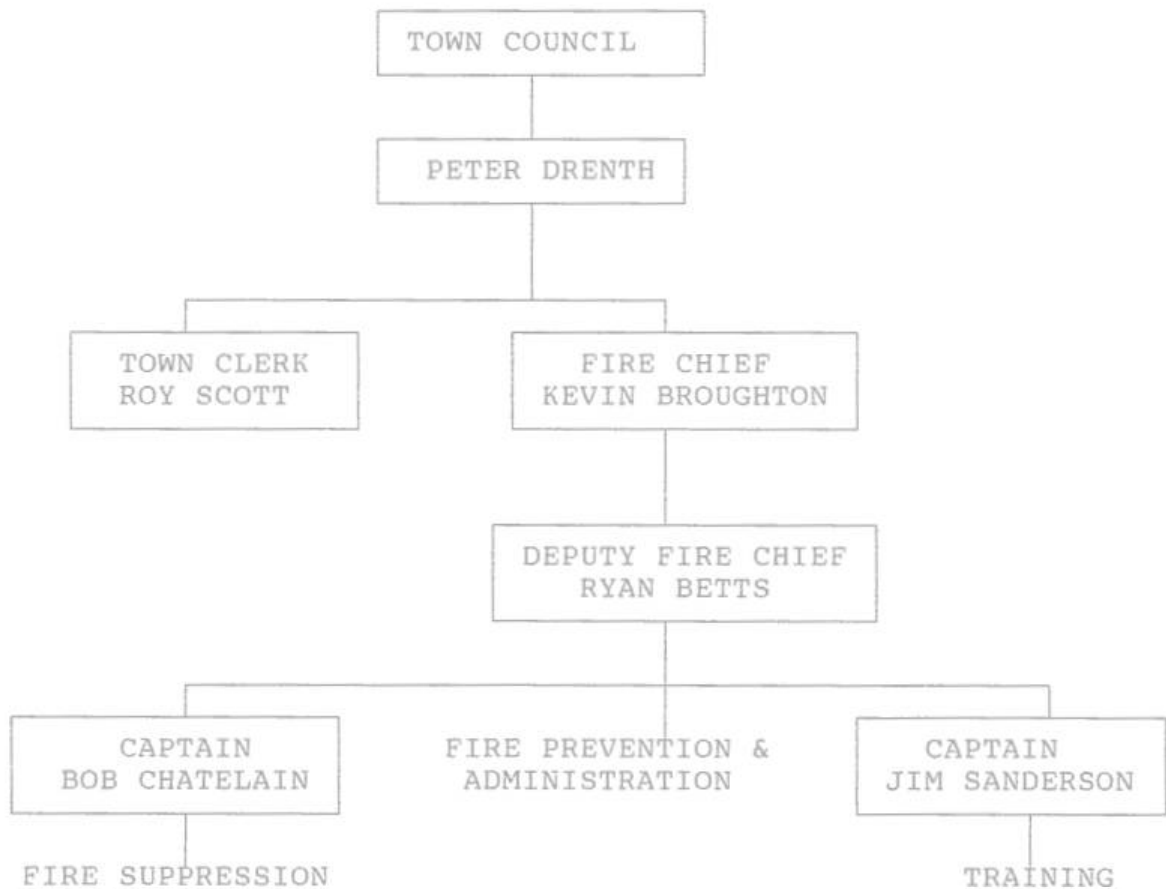 TOWN COUNCIL
PETER DRENTH
TOWN CLERK
ROY SCOTT
FIRE CHIEF
KEVIN BROUGHTON
DEPUTY FIRE CHIEF
RYAN BETTS
CAPTAIN
BOB CHATELAIN
FIRE PREVENTION &
ADMINISTRATION
CAPTAIN
JIM SANDERSON
FIRE SUPPRESSION
TRAINING